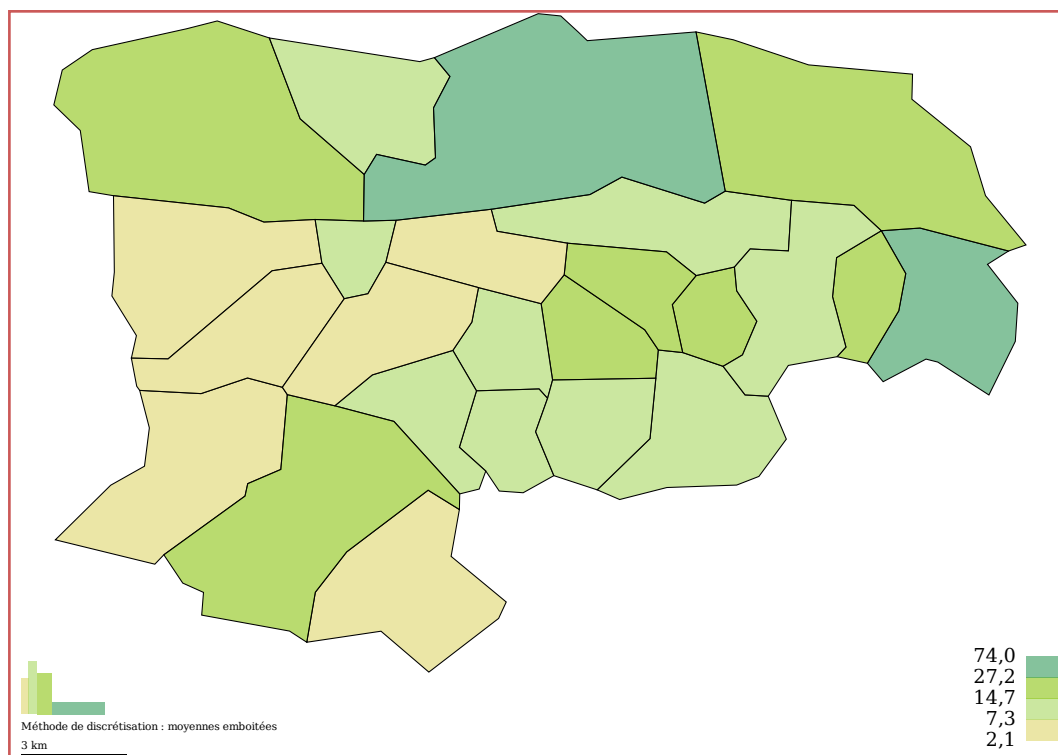 74,0
27,2
14,7
7,3
2,1
Méthode de discrétisation : moyennes emboitées
3 km